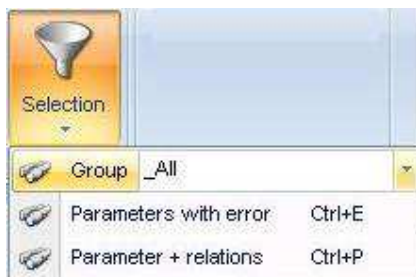 Selection
Group _All
Parameters with error Ctrl+E
Parameter + relations Ctrl+P